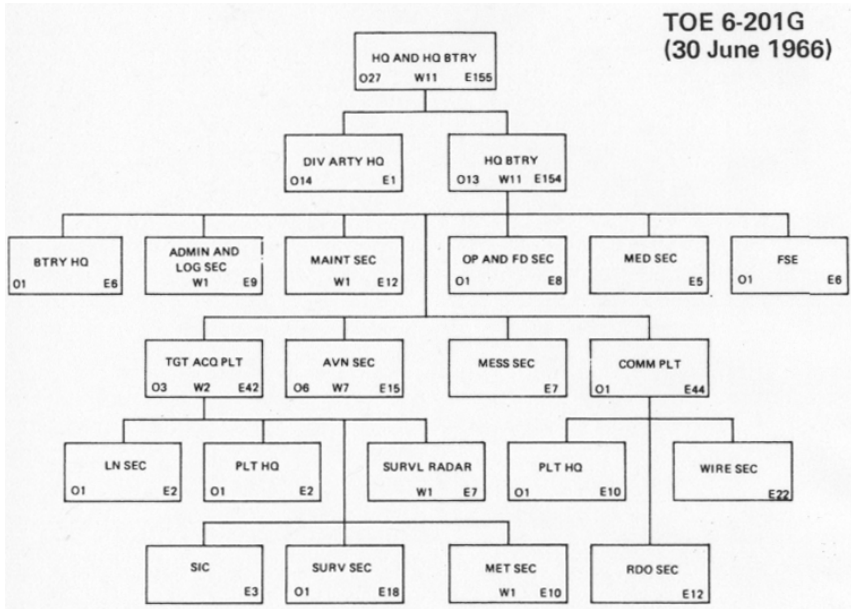 TOE 6-201G
(30 June 1966)
HQ AND HQ BTRY
O27 W11 E155
DIV ARTY HQ
O14 E1
HQ BTRY
O13 W11 E154
BTRY HQ
O1 E6
ADMIN AND
LOG SEC
W1 E9
MAINT SEC
W1 E12
OP AND FD SEC
O1 E8
MED SEC
E5
FSE
O1 E6
TGT ACQ PLT
O3 W2 E42
AVN SEC
O6 W7 E15
MESS SEC
E7
COMM PLT
O1 E44
LN SEC
O1 E2
PLT HQ
O1 E2
SURVL RADAR
W1 E7
PLT HQ
O1 E10
WIRE SEC
E22
SIC
E3
SURV SEC
O1 E18
MET SEC
W1 E10
RDO SEC
E12